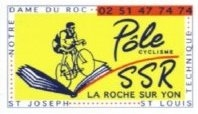 DAME DU ROC
02 51 47 74 74
NOTRE
Pôle
CYCLISME
SSR
LA ROCHE SUR YON
TECHNIQUE
ST JOSEPH
ST LOUIS